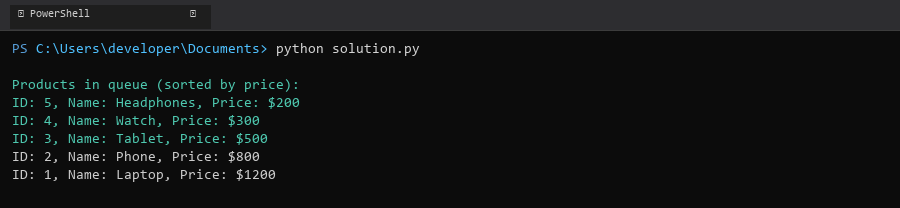 PowerShell
PS C:\Users\developer\Documents> python solution.py
Products in queue (sorted by price):
ID: 5, Name: Headphones, Price: $200
ID: 4, Name: Watch, Price: $300
ID: 3, Name: Tablet, Price: $500
ID: 2, Name: Phone, Price: $800
ID: 1, Name: Laptop, Price: $1200